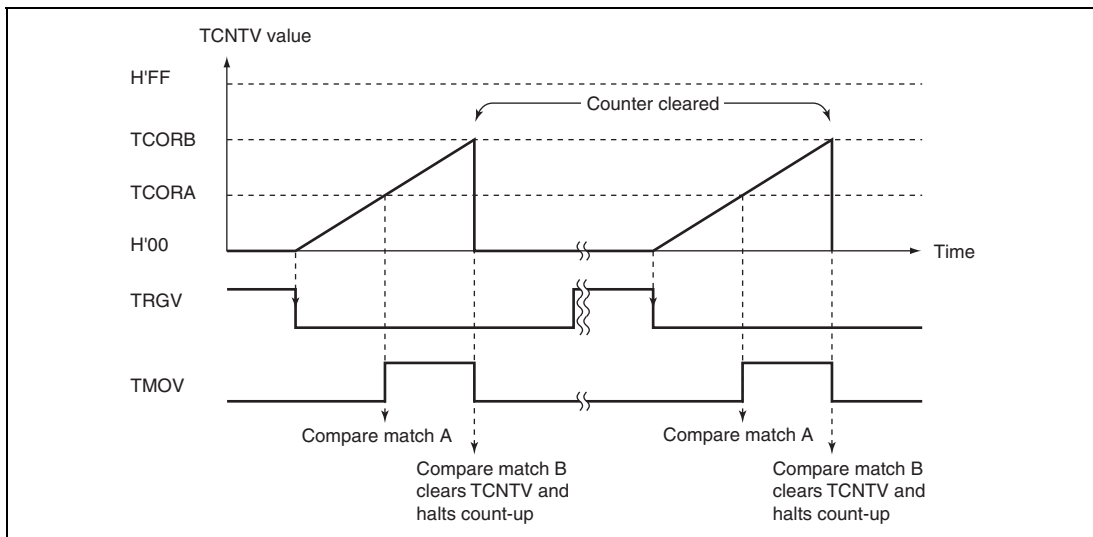 TCNTV value
H'FF
Counter cleared
TCORB
TCORA
H'00
Time
TRGV
TMOV
Compare match A
Compare match A
Compare match B
clears TCNTV and
halts count-up
Compare match B
clears TCNTV and
halts count-up